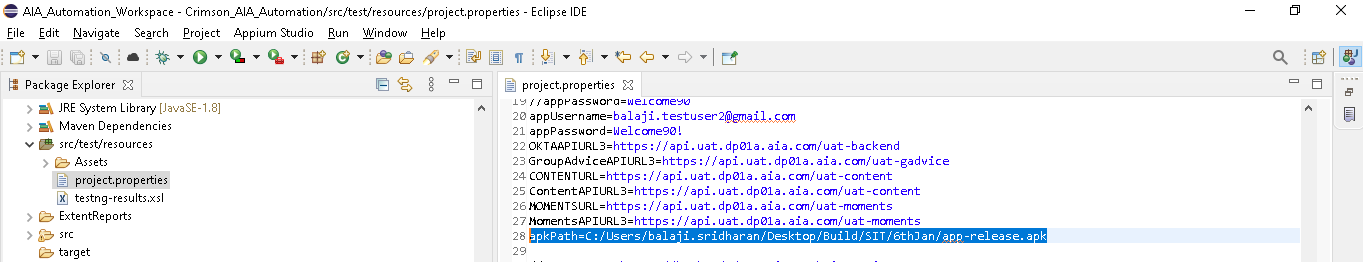 AIA_Automation_Workspace - Crimson_AIA_Automation/src/test/resources/project.properties - Eclipse IDE
File Edit Navigate Search Project Appium Studio Run Window Help
Package Explorer
JRE System Library [JavaSE-1.8]
Maven Dependencies
src/test/resources
Assets
project.properties
testng-results.xsl
ExtentReports
src
target
project.properties
19 //appPassword=Welcome90
20 appUsername=balaji.testuser2@gmail.com
21 appPassword=Welcome90!
22 OKTAAPIURL3=https://api.uat.dp01a.aia.com/uat-backend
23 GroupAdviceAPIURL3=https://api.uat.dp01a.aia.com/uat-gadvice
24 CONTENTURL=https://api.uat.dp01a.aia.com/uat-content
25 ContentAPIURL3=https://api.uat.dp01a.aia.com/uat-content
26 MOMENTSURL=https://api.uat.dp01a.aia.com/uat-moments
27 MomentsAPIURL3=https://api.uat.dp01a.aia.com/uat-moments
28 apkPath=C:/Users/balaji.sridharan/Desktop/Build/SIT/6thJan/app-release.apk
29